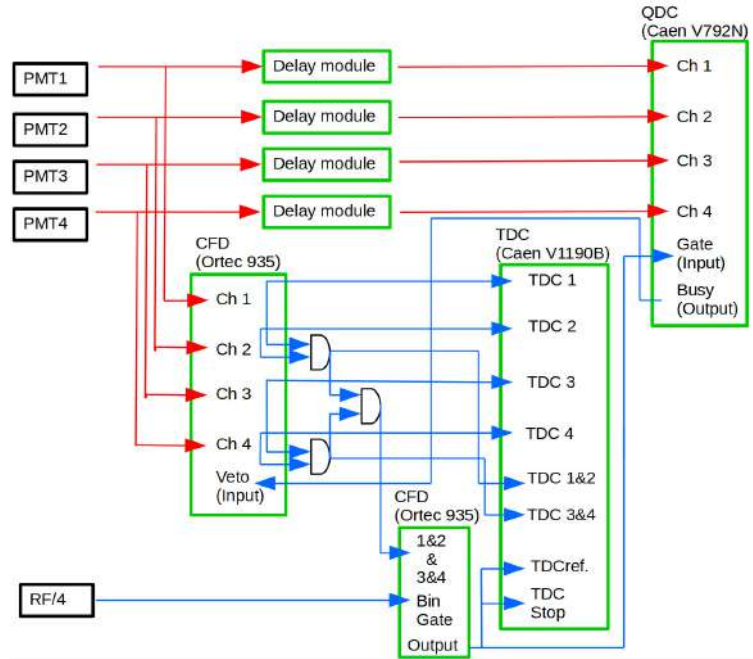 QDC
(Caen V792N)
PMT1
Delay module
Ch 1
PMT2
Delay module
Ch 2
PMT3
Delay module
Ch 3
PMT4
Delay module
Ch 4
CFD
(Ortec 935)
TDC
(Caen V1190B)
Gate
(Input)
Busy
(Output)
Ch 1
Ch 2
Ch 3
Ch 4
Veto
(Input)
TDC 1
TDC 2
TDC 3
TDC 4
TDC 1&2
TDC 3&4
TDCref.
TDC
Stop
CFD
(Ortec 935)
1&2
&
3&4
Bin
Gate
Output
RF/4